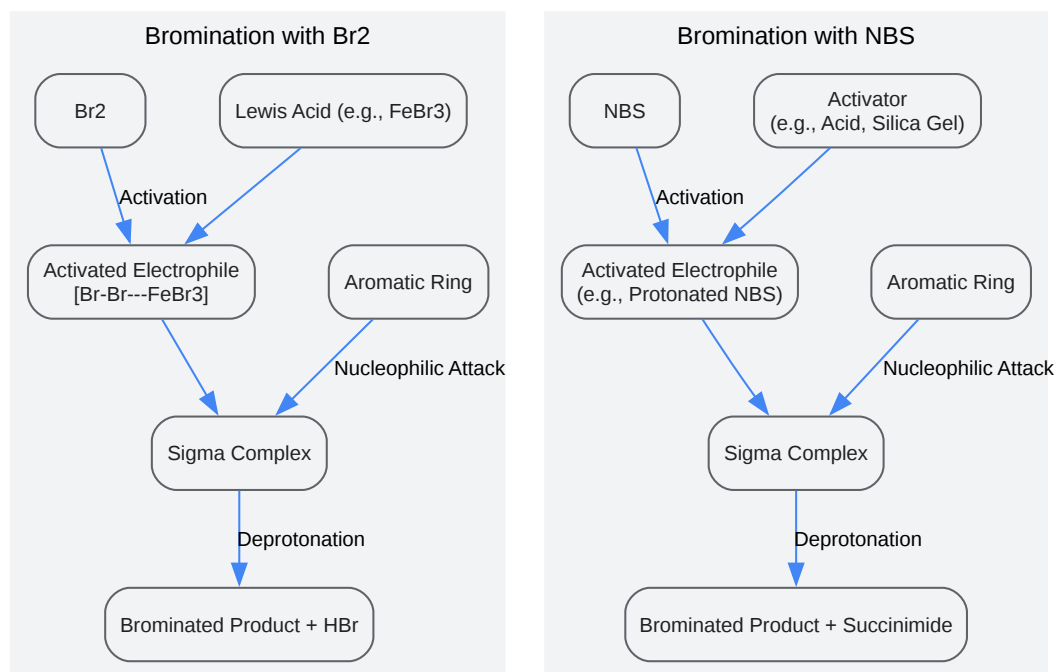 Bromination with Br2
Br2
Lewis Acid (e.g., FeBr3)
Activation
Activated Electrophile
[Br-Br---FeBr3]
Aromatic Ring
Nucleophilic Attack
Sigma Complex
Deprotonation
Brominated Product + HBr
Bromination with NBS
NBS
Activator
(e.g., Acid, Silica Gel)
Activation
Activated Electrophile
(e.g., Protonated NBS)
Aromatic Ring
Nucleophilic Attack
Sigma Complex
Deprotonation
Brominated Product + Succinimide